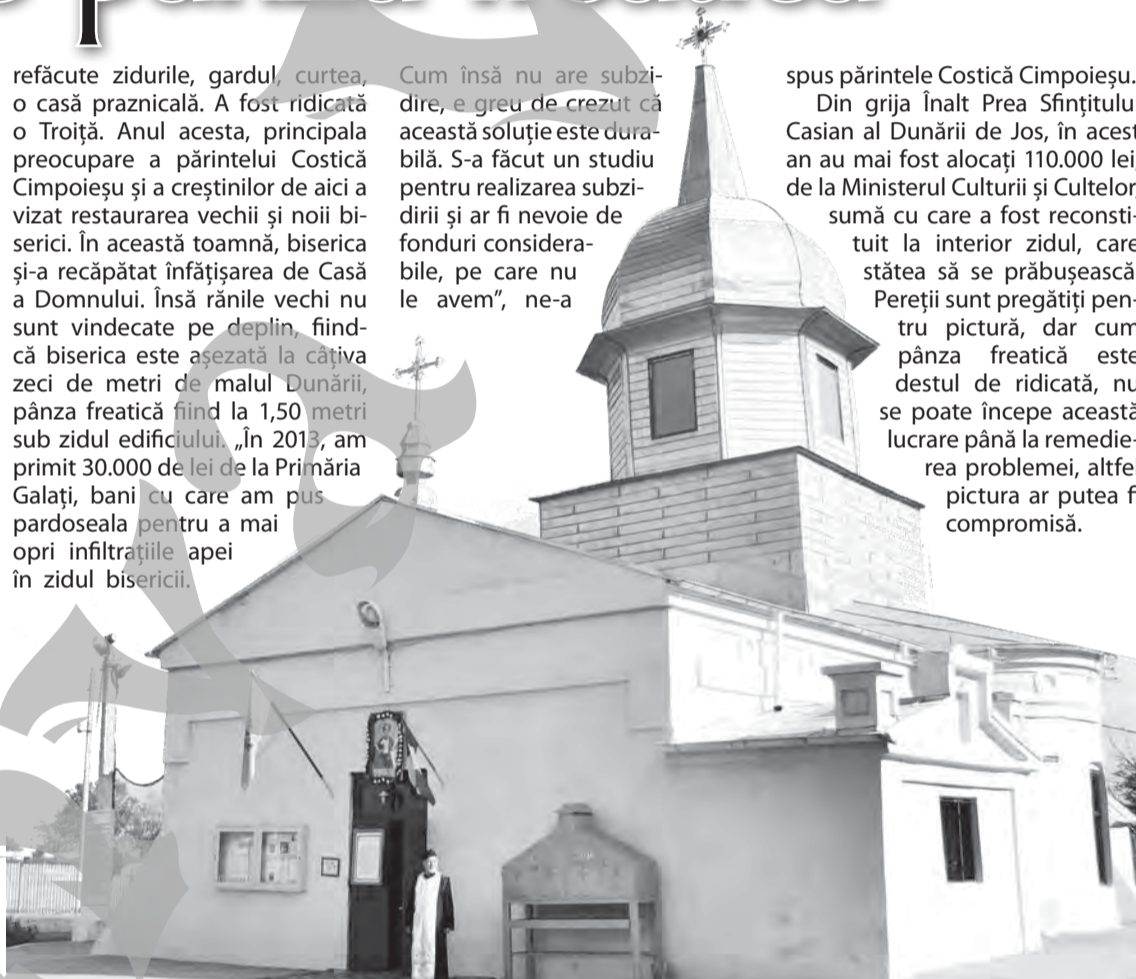 refăcute zidurile, gardul, curtea,
o casă praznicală. A fost ridicată
o Troiță. Anul acesta, principala
preocupare a părintelui Costică
Cimpoieșu și a creștinilor de aici a
vizat restaurarea vechii și noii bi-
serici. În această toamnă, biserica
și-a recăpătat înfățișarea de Casă
a Domnului. Însă rănile vechi nu
sunt vindecate pe deplin, fiind-
că biserica este așezată la câțiva
zeci de metri de malul Dunării,
pânza freatică fiind la 1,50 metri
sub zidul edificiului. „În 2013, am
primit 30.000 de lei de la Primăria
Galați, bani cu care am pus
pardoseala pentru a mai
opri infiltrațiile apei
în zidul bisericii.
Cum însă nu are subzi-
dire, e greu de crezut că
această soluție este dura-
bilă. S-a făcut un studiu
pentru realizarea subzi-
dirii și ar fi nevoie de
fonduri considera-
bile, pe care nu
le avem”, ne-a
spus părintele Costică Cimpoieșu.
Din grija Înalt Prea Sfințitului
Casian al Dunării de Jos, în acest
an au mai fost alocați 110.000 lei,
de la Ministerul Culturii și Cultelor
sumă cu care a fost reconsti-
tuit la interior zidul, care
stătea să se prăbușească
Pereții sunt pregătiți pen-
tru pictură, dar cum
pânza freatică este
destul de ridicată, nu
se poate începe această
lucrare până la remedie-
rea problemei, altfel
pictura ar putea fi
compromisă.